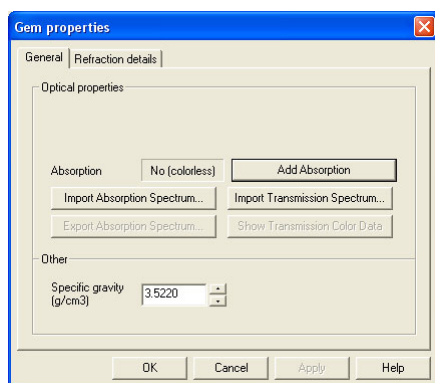 Gem properties
General Refraction details
Optical properties
Absorption No (colorless) Add Absorption
Import Absorption Spectrum... Import Transmission Spectrum...
Export Absorption Spectrum... Show Transmission Color Data
Other
Specific gravity
(g/cm3) 3.5220
OK Cancel Apply Help